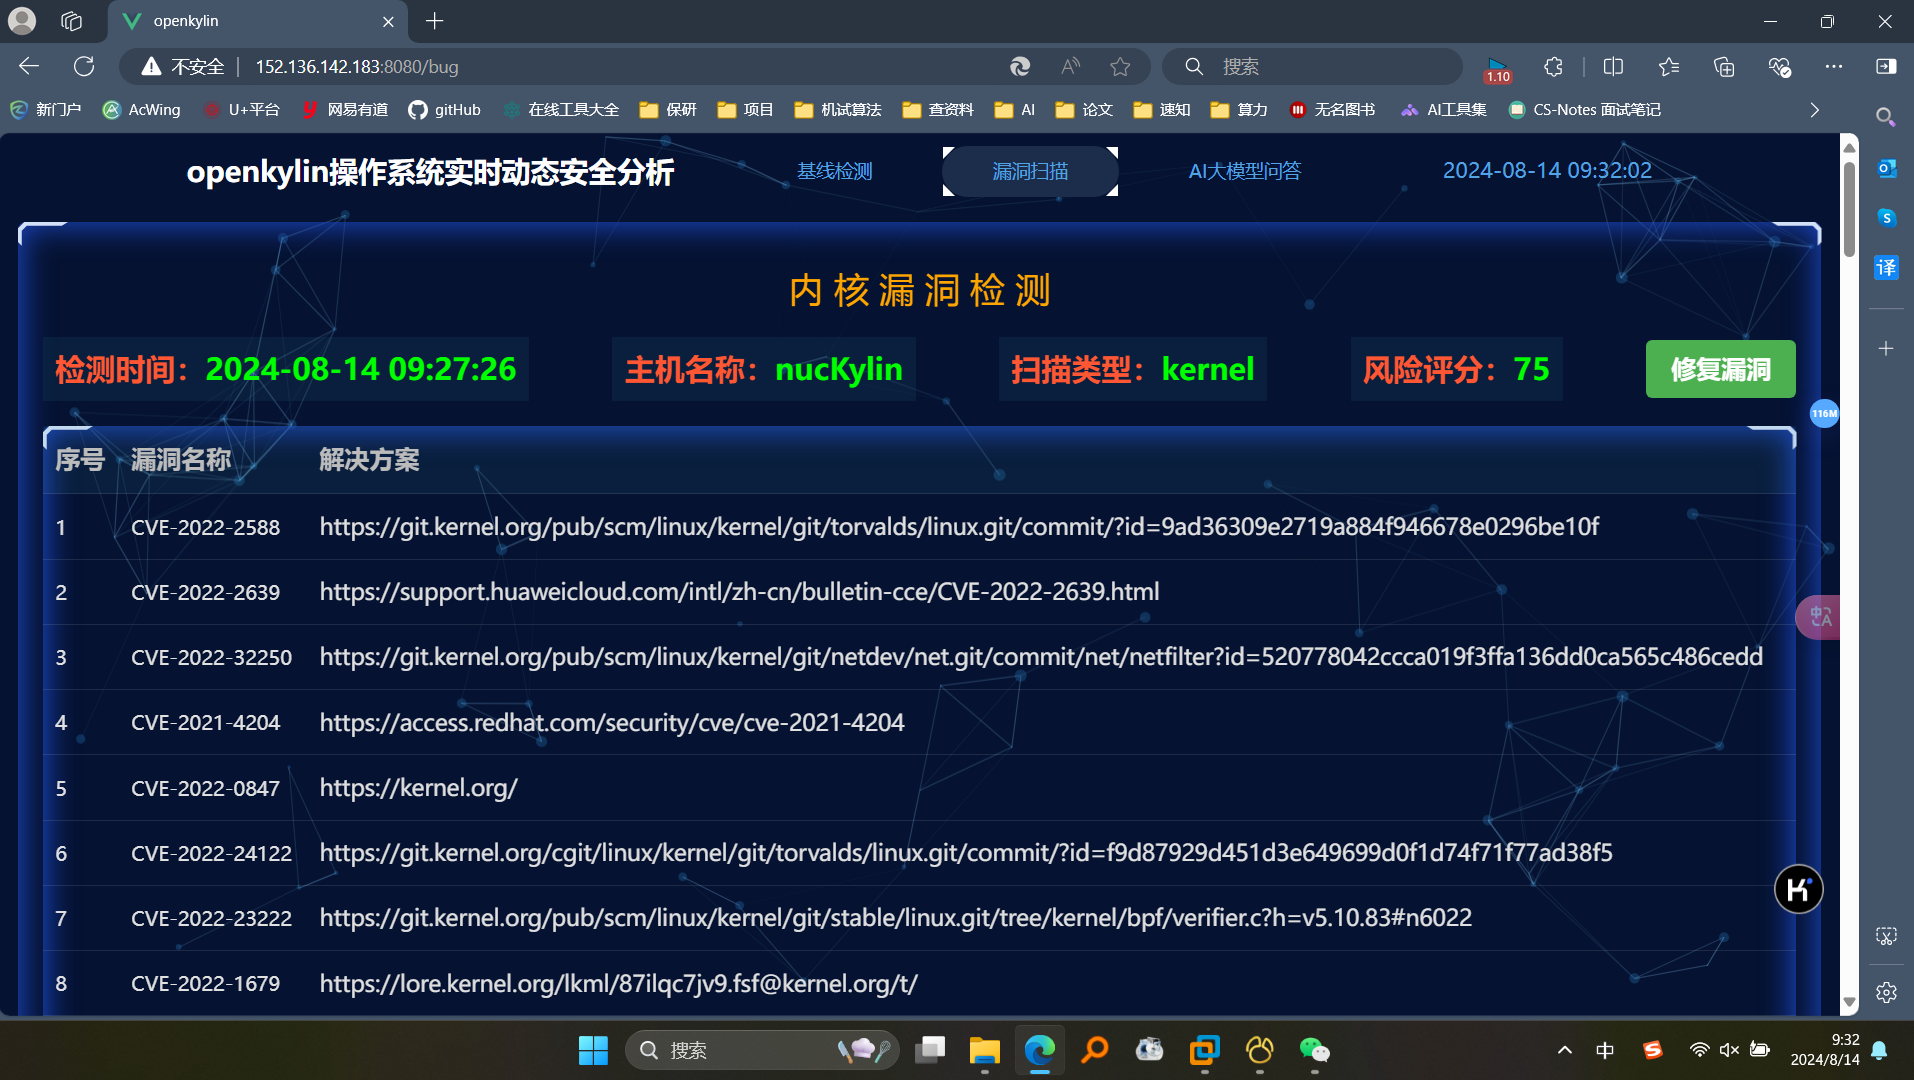 openkylin
不安全 152.136.142.183:8080/bug
搜索
1.10
新门户 AcWing U+平台 网易有道 gitHub 在线工具大全 保研 项目 机试算法 查资料 AI 论文 速知 算力 无名图书 AI工具集 CS-Notes 面试笔记
openkylin操作系统实时动态安全分析 基线检测 漏洞扫描 AI大模型问答 2024-08-14 09:32:02
内核漏洞检测
检测时间：2024-08-14 09:27:26 主机名称：nucKylin 扫描类型：kernel 风险评分：75 修复漏洞
116M
序号 漏洞名称 解决方案
1 CVE-2022-2588 https://git.kernel.org/pub/scm/linux/kernel/git/torvalds/linux.git/commit/?id=9ad36309e2719a884f946678e0296be10f
2 CVE-2022-2639 https://support.huaweicloud.com/intl/zh-cn/bulletin-cce/CVE-2022-2639.html
3 CVE-2022-32250 https://git.kernel.org/pub/scm/linux/kernel/git/netdev/net.git/commit/net/netfilter?id=520778042ccca019f3ffa136dd0ca565c486cedd
4 CVE-2021-4204 https://access.redhat.com/security/cve/cve-2021-4204
5 CVE-2022-0847 https://kernel.org/
6 CVE-2022-24122 https://git.kernel.org/cgit/linux/kernel/git/torvalds/linux.git/commit/?id=f9d87929d451d3e649699d0f1d74f71f77ad38f5
7 CVE-2022-23222 https://git.kernel.org/pub/scm/linux/kernel/git/stable/linux.git/tree/kernel/bpf/verifier.c?h=v5.10.83#n6022
8 CVE-2022-1679 https://lore.kernel.org/lkml/87ilqc7jv9.fsf@kernel.org/t/
译
搜索
中
9:32
2024/8/14